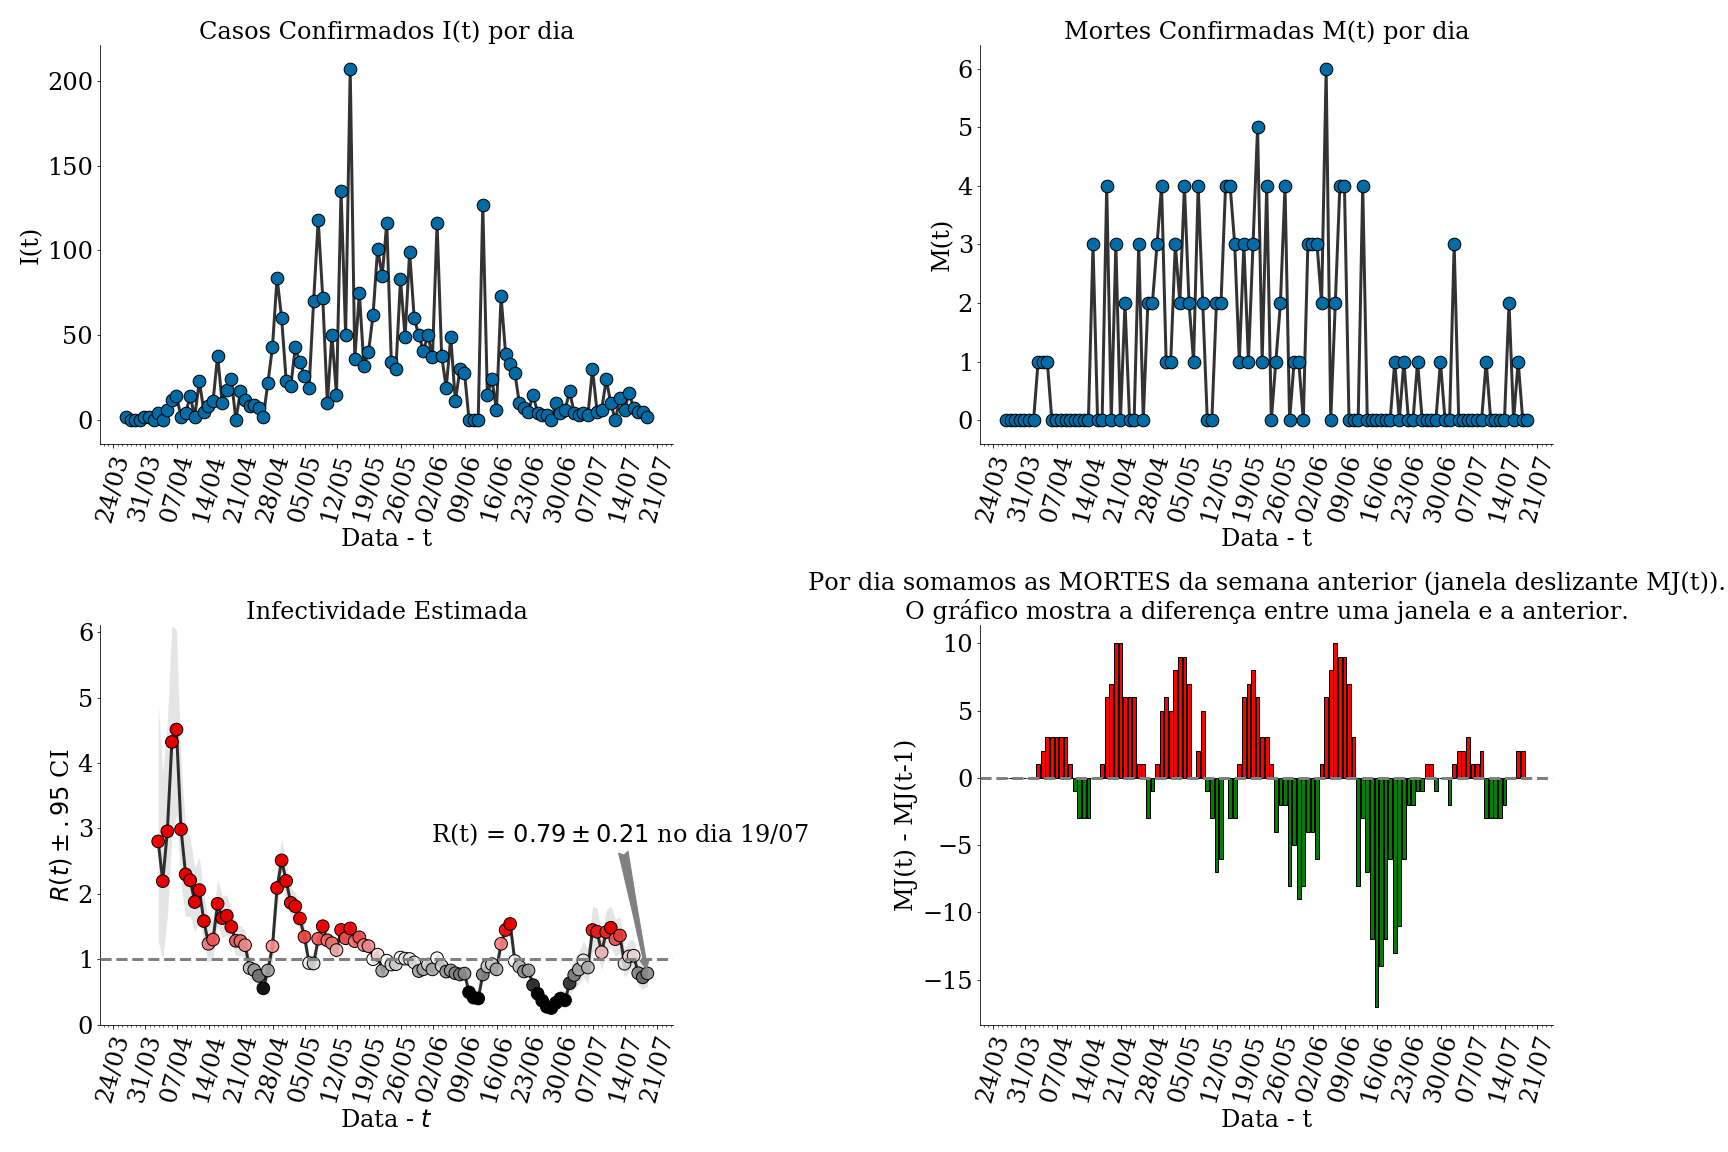 Casos Confirmados I(t) por dia
I(t)
200
150
100
50
0
24/03 31/03 07/04 14/04 21/04 28/04 05/05 12/05 19/05 26/05 02/06 09/06 16/06 23/06 30/06 07/07 14/07 21/07
Data - t
Mortes Confirmadas M(t) por dia
M(t)
6
5
4
3
2
1
0
24/03 31/03 07/04 14/04 21/04 28/04 05/05 12/05 19/05 26/05 02/06 09/06 16/06 23/06 30/06 07/07 14/07 21/07
Data - t
Infectividade Estimada
R(t) ± .95 CI
6
5
4
3
2
1
0
R(t) = 0.79 ± 0.21 no dia 19/07
24/03 31/03 07/04 14/04 21/04 28/04 05/05 12/05 19/05 26/05 02/06 09/06 16/06 23/06 30/06 07/07 14/07 21/07
Data - t
Por dia somamos as MORTES da semana anterior (janela deslizante MJ(t)).
O gráfico mostra a diferença entre uma janela e a anterior.
MJ(t) - MJ(t-1)
10
5
0
−5
−10
−15
24/03 31/03 07/04 14/04 21/04 28/04 05/05 12/05 19/05 26/05 02/06 09/06 16/06 23/06 30/06 07/07 14/07 21/07
Data - t